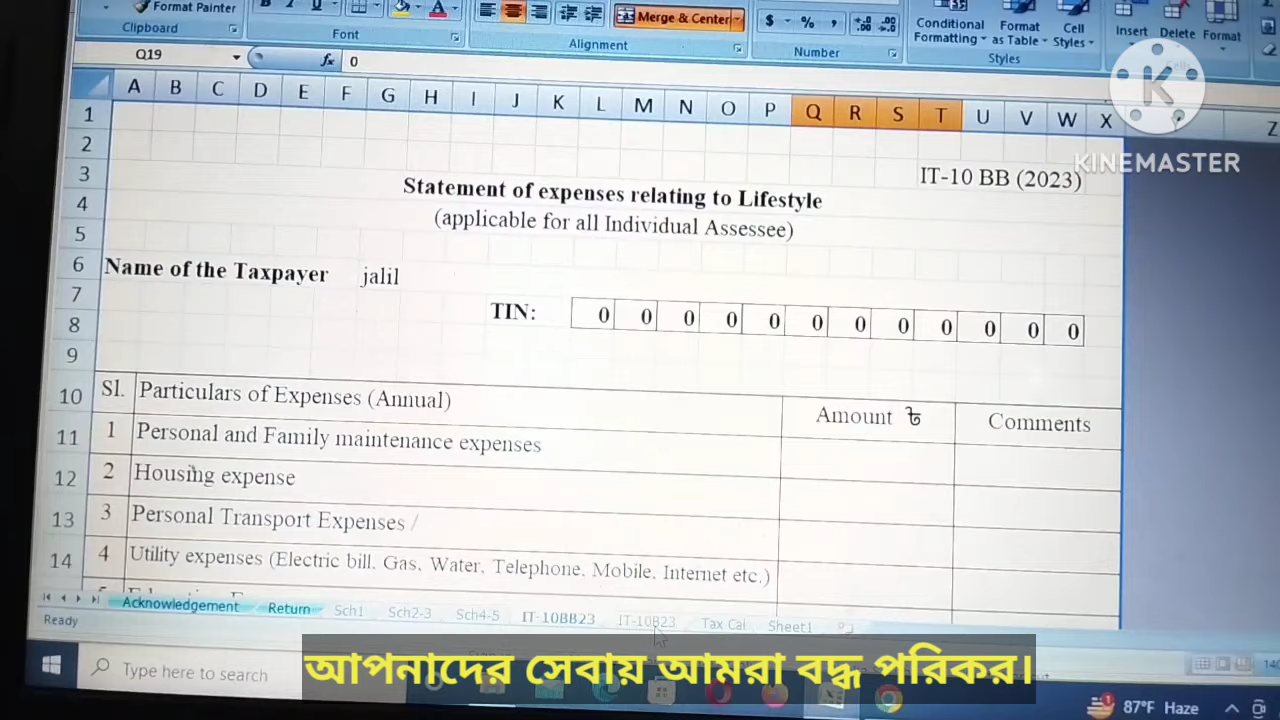 Format Painter
Merge & Center
$ % ,
Conditional Formatting
Format as Table
Cell Styles
Insert Delete Format
Clipboard Font Alignment Number Styles Cells
Q19 fx 0
A B C D E F G H I J K L M N O P Q R S T U V W X Z
K
KINEMASTER
1
2
3 IT-10 BB (2023)
Statement of expenses relating to Lifestyle
4 (applicable for all Individual Assessee)
5
6 Name of the Taxpayer jalil
7
8 TIN: 0 0 0 0 0 0 0 0 0 0 0 0
9
10 Sl. Particulars of Expenses (Annual) Amount ৳ Comments
11 1 Personal and Family maintenance expenses
12 2 Housing expense
13 3 Personal Transport Expenses /
14 4 Utility expenses (Electric bill. Gas. Water. Telephone. Mobile. Internet etc.)
Acknowledgement Return Sch1 Sch2-3 Sch4-5 IT-10BB23 IT-10B23 Tax Cal Sheet1
Ready
আপনাদের সেবায় আমরা বদ্ধ পরিকর।
Type here to search
87°F Haze